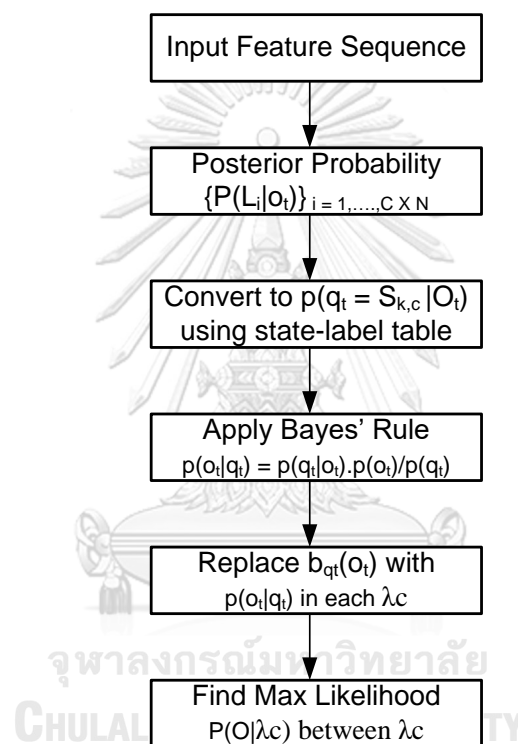 Input Feature Sequence
Posterior Probability
{P(Lᵢ|oₜ)} i = 1,....,C X N
Convert to p(qₜ = Sₖ,c |Oₜ)
using state-label table
Apply Bayes' Rule
p(oₜ|qₜ) = p(qₜ|oₜ).p(oₜ)/p(qₜ)
Replace bqt(oₜ) with
p(oₜ|qₜ) in each λc
จุฬาลงกรณ์มหาวิทยาลัย
Find Max Likelihood
CHULAL TY
P(O|λc) between λc